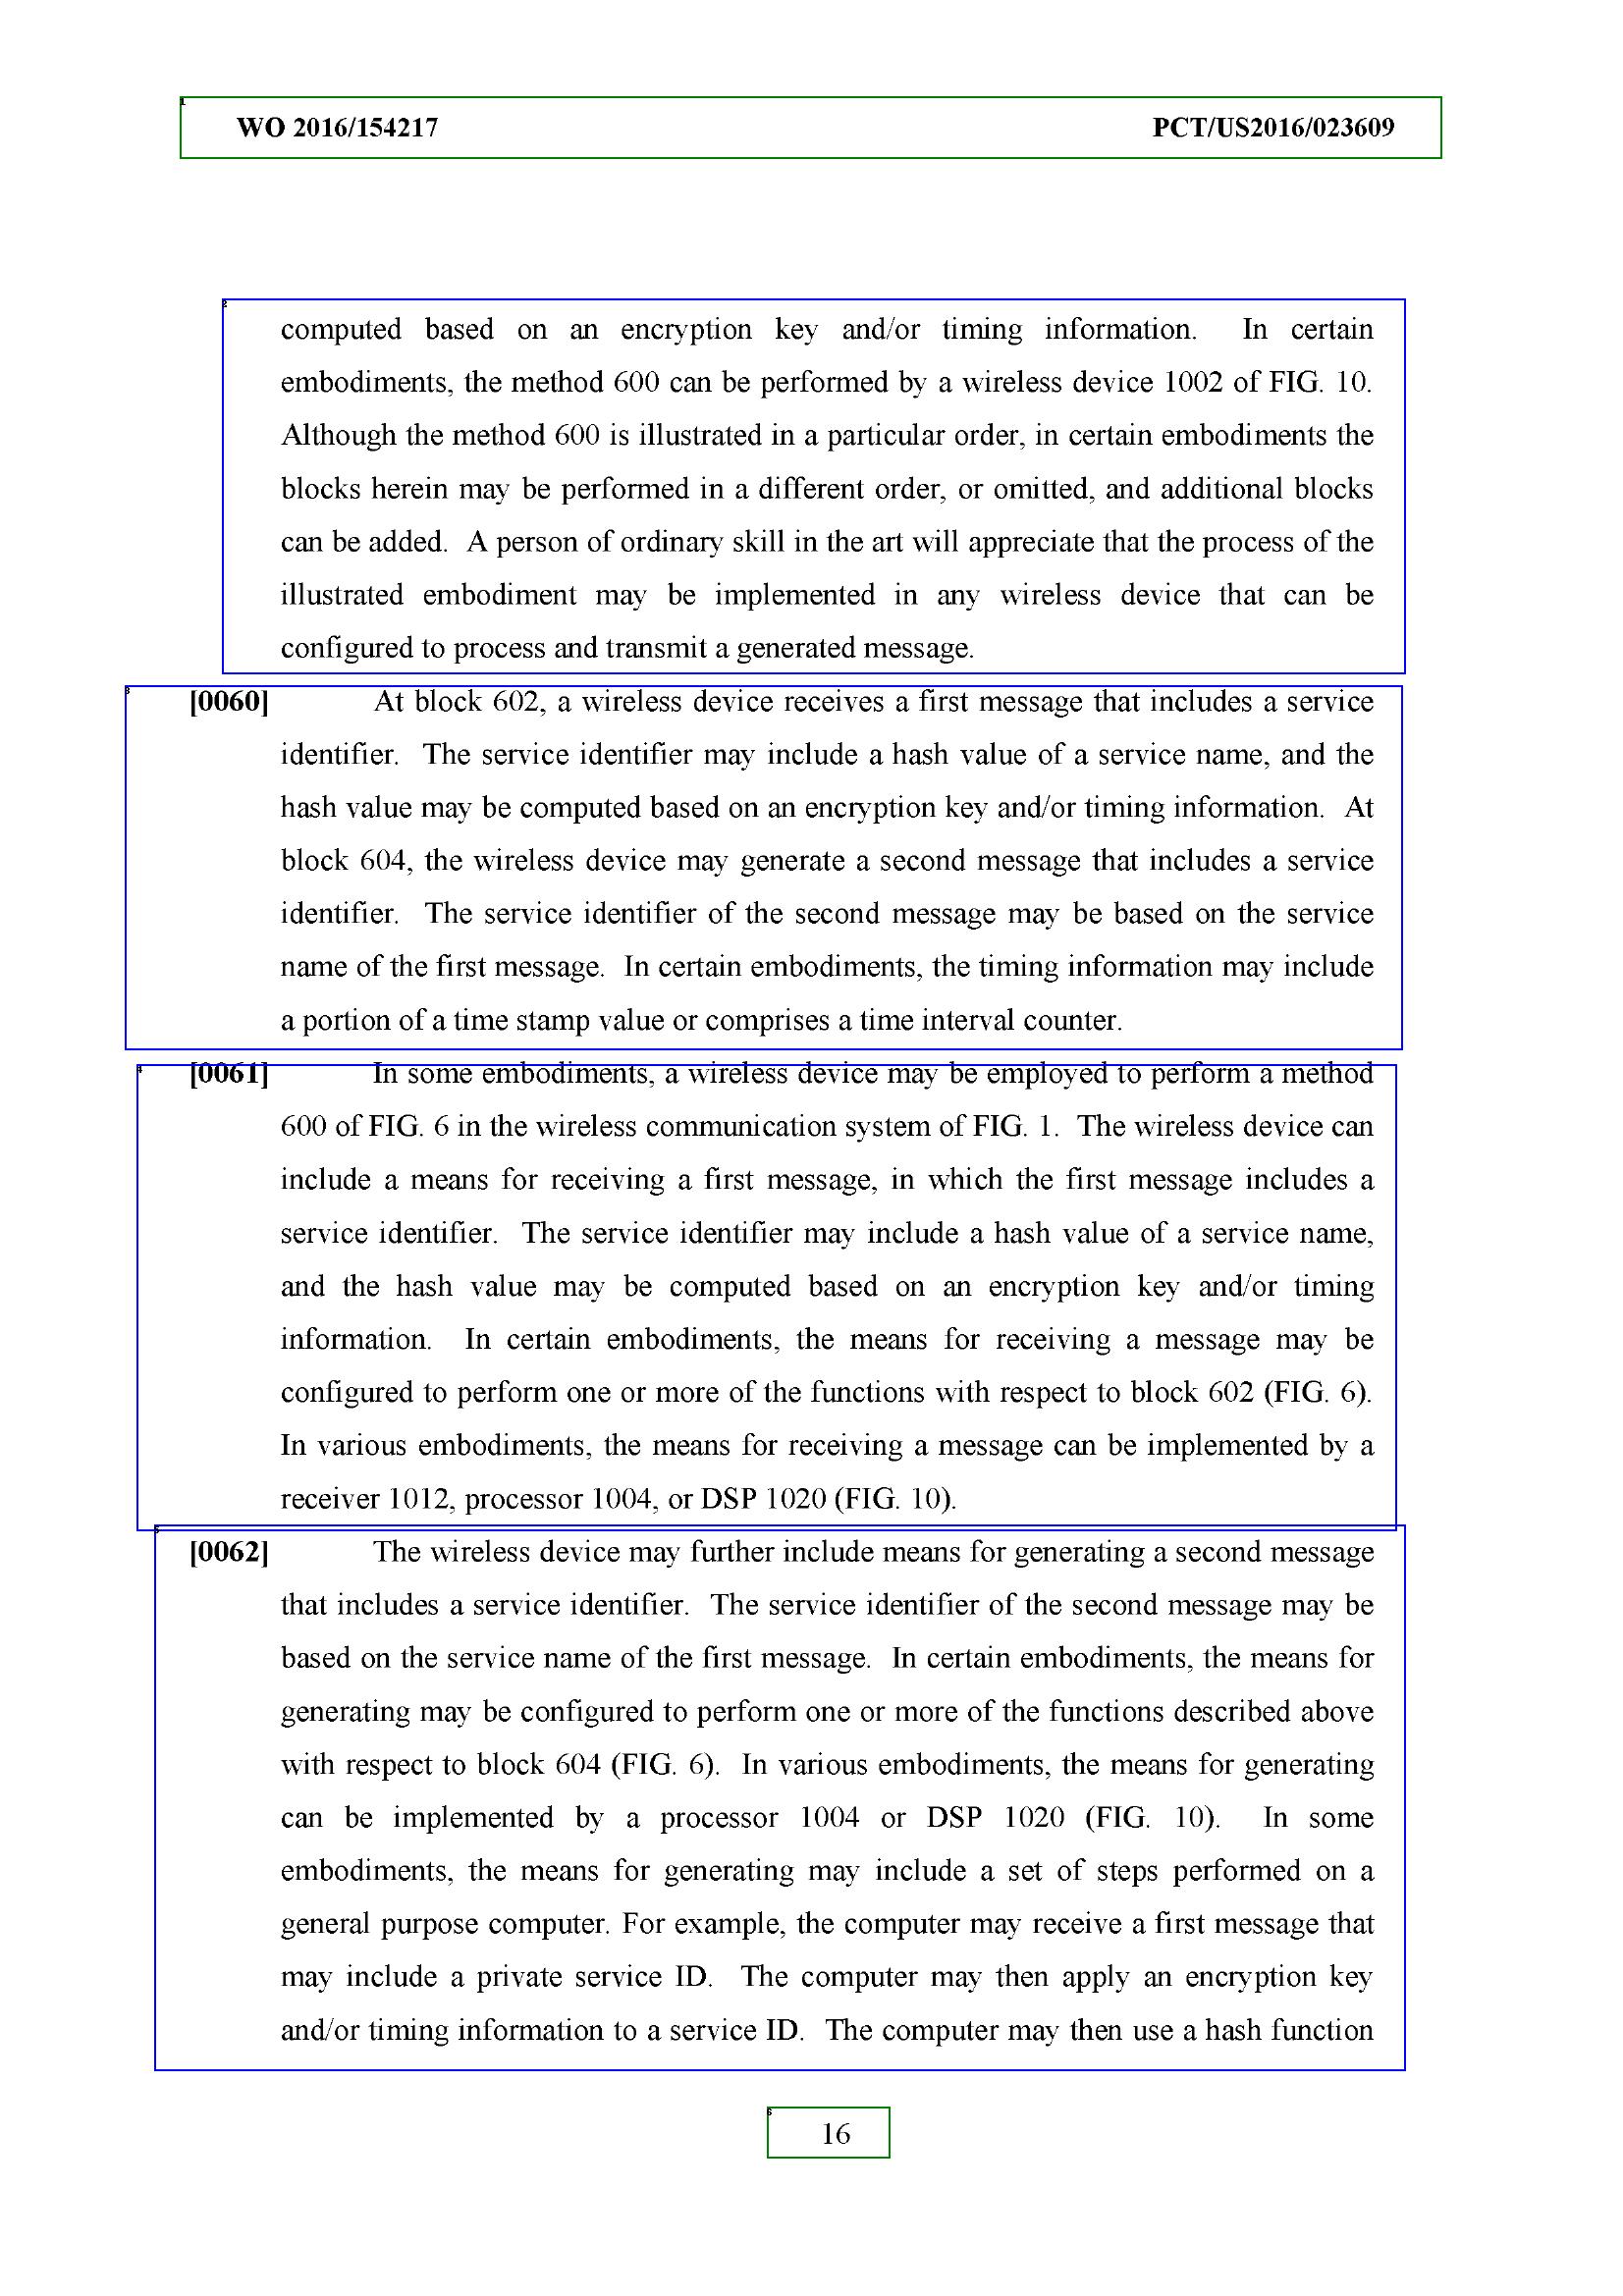 WO 2016/154217 PCT/US2016/023609
computed based on an encryption key and/or timing information. In certain
embodiments, the method 600 can be performed by a wireless device 1002 of FIG. 10.
Although the method 600 is illustrated in a particular order, in certain embodiments the
blocks herein may be performed in a different order, or omitted, and additional blocks
can be added. A person of ordinary skill in the art will appreciate that the process of the
illustrated embodiment may be implemented in any wireless device that can be
configured to process and transmit a generated message.
[0060] At block 602, a wireless device receives a first message that includes a service
identifier. The service identifier may include a hash value of a service name, and the
hash value may be computed based on an encryption key and/or timing information. At
block 604, the wireless device may generate a second message that includes a service
identifier. The service identifier of the second message may be based on the service
name of the first message. In certain embodiments, the timing information may include
a portion of a time stamp value or comprises a time interval counter.
[0061] In some embodiments, a wireless device may be employed to perform a method
600 of FIG. 6 in the wireless communication system of FIG. 1. The wireless device can
include a means for receiving a first message, in which the first message includes a
service identifier. The service identifier may include a hash value of a service name,
and the hash value may be computed based on an encryption key and/or timing
information. In certain embodiments, the means for receiving a message may be
configured to perform one or more of the functions with respect to block 602 (FIG. 6).
In various embodiments, the means for receiving a message can be implemented by a
receiver 1012, processor 1004, or DSP 1020 (FIG. 10).
[0062] The wireless device may further include means for generating a second message
that includes a service identifier. The service identifier of the second message may be
based on the service name of the first message. In certain embodiments, the means for
generating may be configured to perform one or more of the functions described above
with respect to block 604 (FIG. 6). In various embodiments, the means for generating
can be implemented by a processor 1004 or DSP 1020 (FIG. 10). In some
embodiments, the means for generating may include a set of steps performed on a
general purpose computer. For example, the computer may receive a first message that
may include a private service ID. The computer may then apply an encryption key
and/or timing information to a service ID. The computer may then use a hash function
16